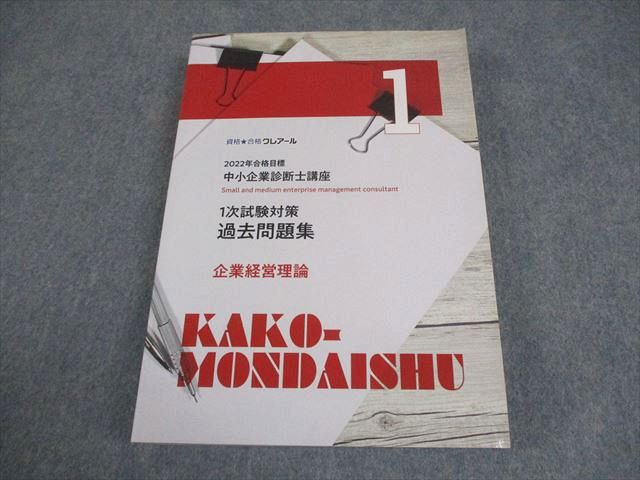 1
資格★合格クレアール
2022年合格目標
中小企業診断士講座
Small and medium enterprise management consultant
1次試験対策
過去問題集
企業経営理論
KAKO-
MONDAISHU